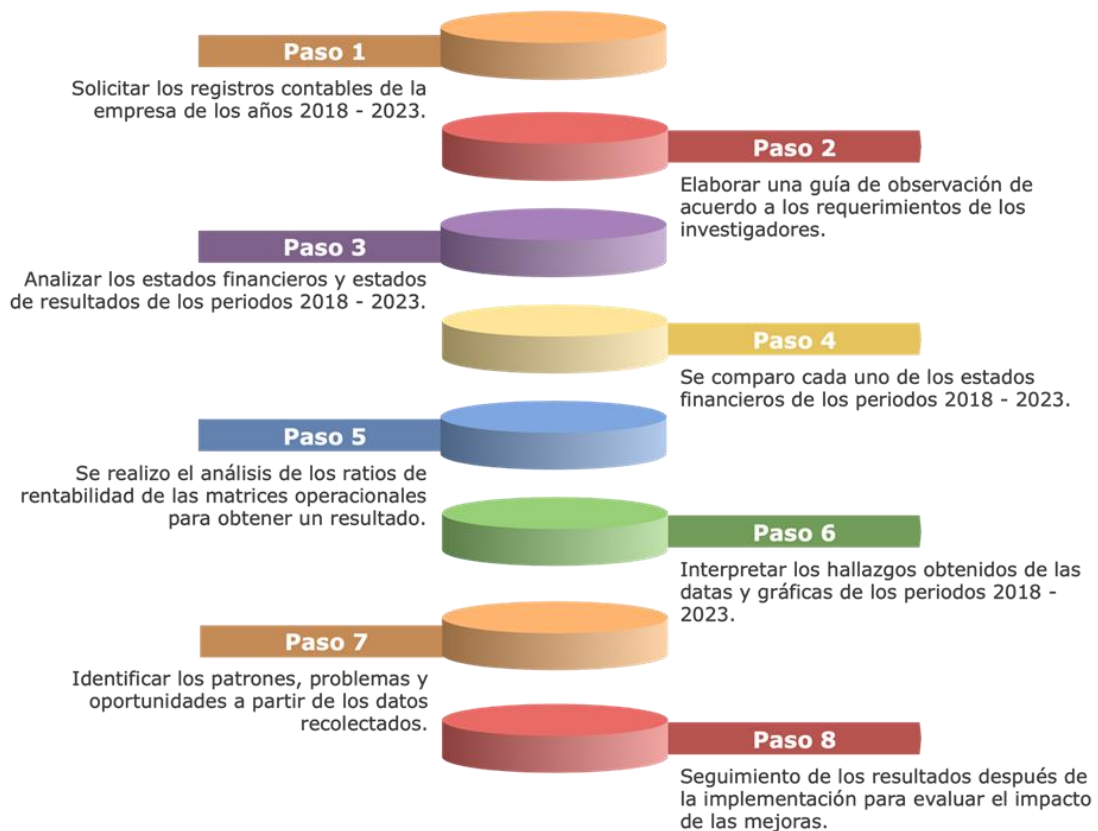 Paso 1
Solicitar los registros contables de la
empresa de los años 2018 - 2023.
Paso 2
Elaborar una guía de observación de
acuerdo a los requerimientos de los
investigadores.
Paso 3
Analizar los estados financieros y estados
de resultados de los periodos 2018 - 2023.
Paso 4
Se comparo cada uno de los estados
financieros de los periodos 2018 - 2023.
Paso 5
Se realizo el análisis de los ratios de
rentabilidad de las matrices operacionales
para obtener un resultado.
Paso 6
Interpretar los hallazgos obtenidos de las
datas y gráficas de los periodos 2018 -
2023.
Paso 7
Identificar los patrones, problemas y
oportunidades a partir de los datos
recolectados.
Paso 8
Seguimiento de los resultados después de
la implementación para evaluar el impacto
de las mejoras.